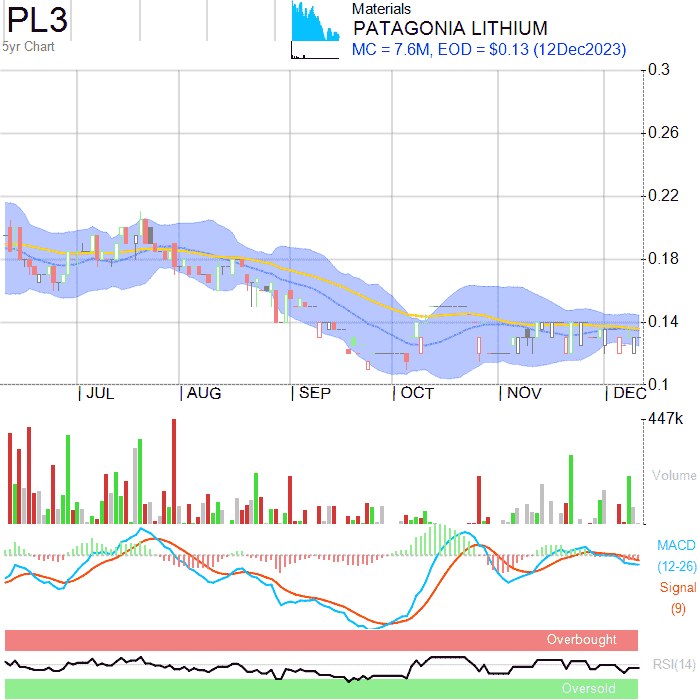 PL3
5yr Chart
Materials
PATAGONIA LITHIUM
MC = 7.6M, EOD = $0.13 (12Dec2023)
0.3
0.26
0.22
0.18
0.14
0.1
JUL AUG SEP OCT NOV DEC
447k
Volume
MACD
(12-26)
Signal
(9)
Overbought
RSI(14)
Oversold